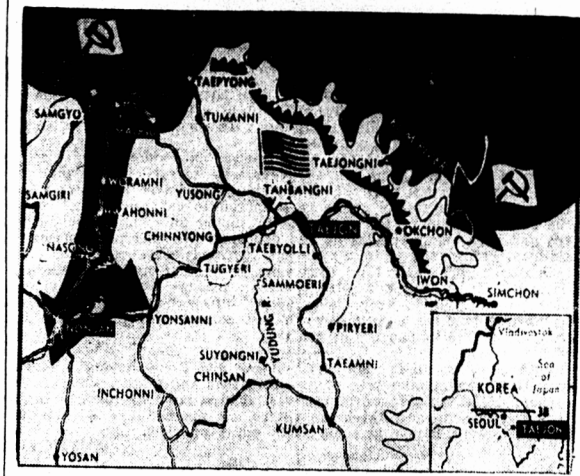 TAEPYONG
SAMGYO
TUMANNI
TAEJONGNI
SAMGIRI
WORAMNI
YUSONG
TANBANGNI
AHONNI
TAEJON
OKCHON
CHINNYONG
TAEBYOLLI
IWON
TUGYERI
SAMMOERI
SIMCHON
YONSANNI
PIRYERI
YUDUNG R.
SUYONGNI
TAEAMNI
CHINSAN
INCHONNI
KUMSAN
YOSAN
Vladivostok
Sea
of
Japan
KOREA
38
SEOUL
TAEJON